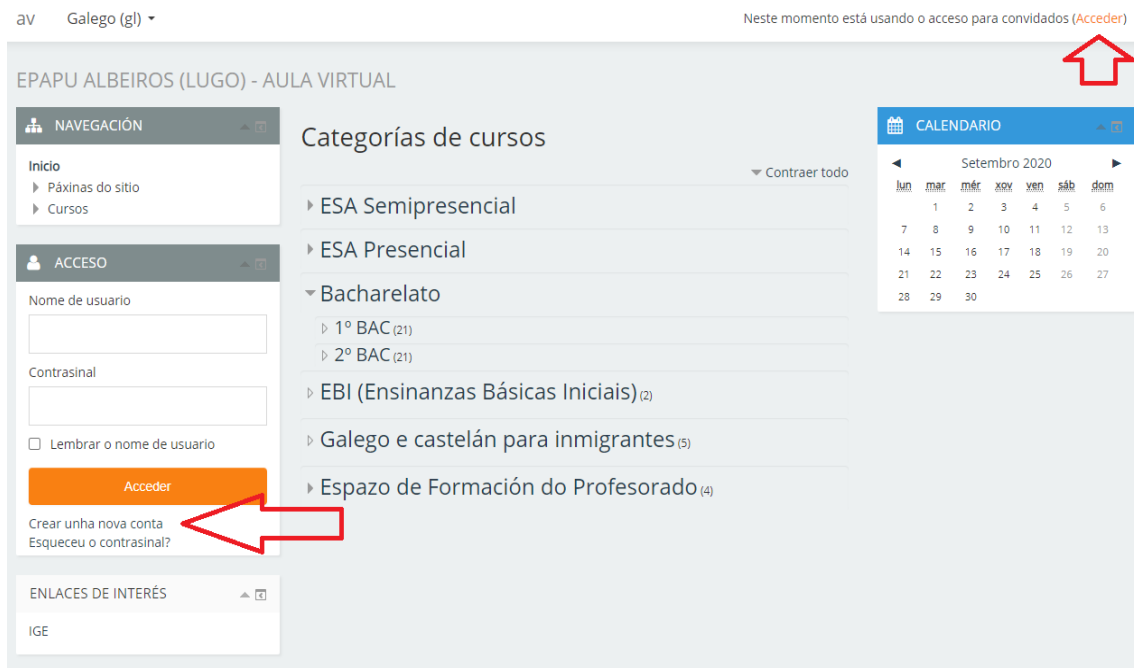 av Galego (gl)
Neste momento está usando o acceso para convidados (Acceder)
EPAPU ALBEIROS (LUGO) - AULA VIRTUAL
NAVEGACIÓN
Inicio
Páxinas do sitio
Cursos
ACCESO
Nome de usuario
Contrasinal
Lembrar o nome de usuario
Acceder
Crear unha nova conta
Esqueceu o contrasinal?
ENLACES DE INTERÉS
IGE
Categorías de cursos
Contraer todo
ESA Semipresencial
ESA Presencial
Bacharelato
1º BAC (21)
2º BAC (21)
EBI (Ensinanzas Básicas Iniciais) (2)
Galego e castelán para inmigrantes (5)
Espazo de Formación do Profesorado (4)
CALENDARIO
Setembro 2020
lun mar mér xov ven sáb dom
1 2 3 4 5 6
7 8 9 10 11 12 13
14 15 16 17 18 19 20
21 22 23 24 25 26 27
28 29 30